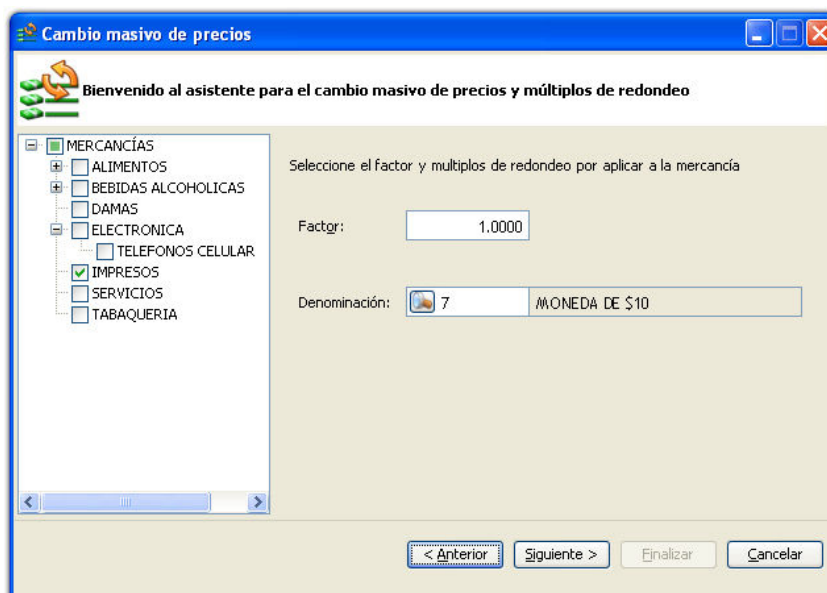 Cambio masivo de precios
Bienvenido al asistente para el cambio masivo de precios y múltiplos de redondeo
MERCANCÍAS
ALIMENTOS
BEBIDAS ALCOHOLICAS
DAMAS
ELECTRONICA
TELEFONOS CELULAR
IMPRESOS
SERVICIOS
TABAQUERIA
Seleccione el factor y multiplos de redondeo por aplicar a la mercancía
Factor: 1.0000
Denominación: 7 MONEDA DE $10
< Anterior Siguiente > Finalizar Cancelar